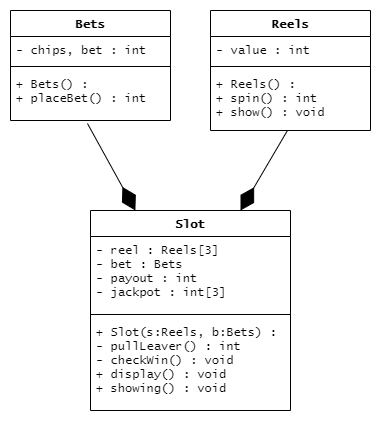 Bets
- chips, bet : int
+ Bets() :
+ placeBet() : int
Reels
- value : int
+ Reels() :
+ spin() : int
+ show() : void
Slot
- reel : Reels[3]
- bet : Bets
- payout : int
- jackpot : int[3]
+ Slot(s:Reels, b:Bets) :
- pullLeaver() : int
- checkWin() : void
+ display() : void
+ showing() : void